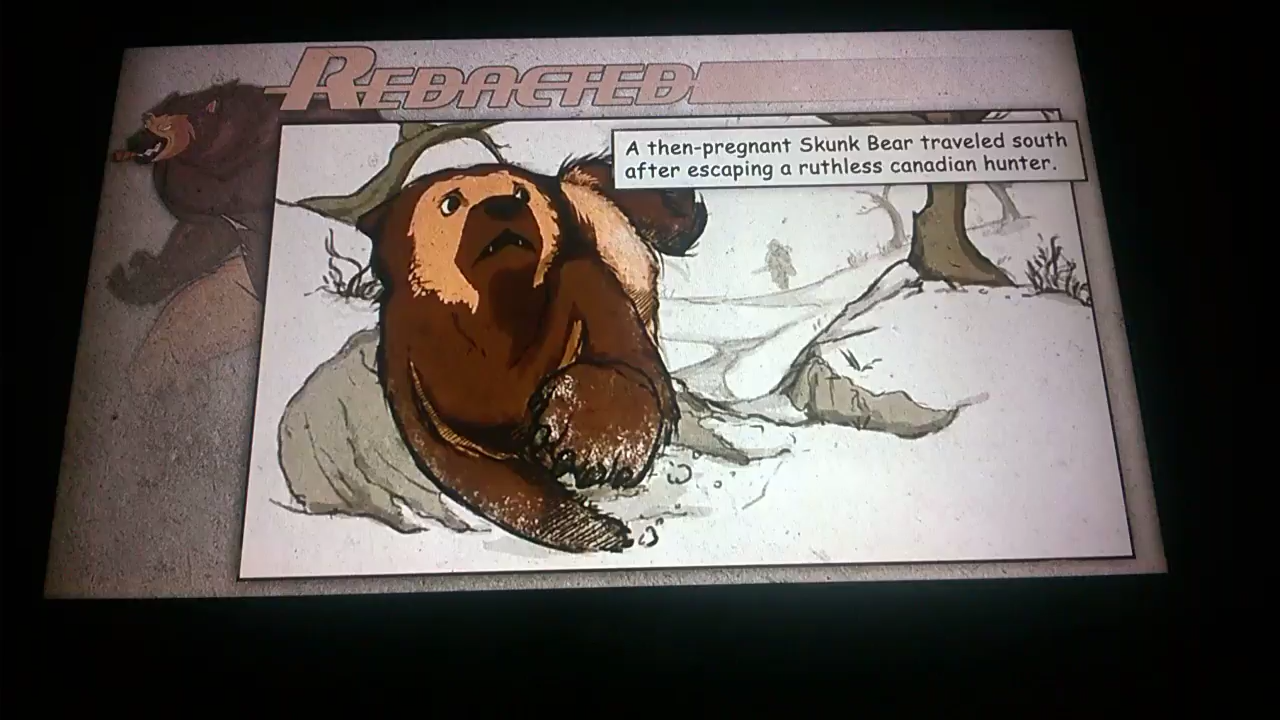 REDACTED
A then-pregnant Skunk Bear traveled south
after escaping a ruthless canadian hunter.